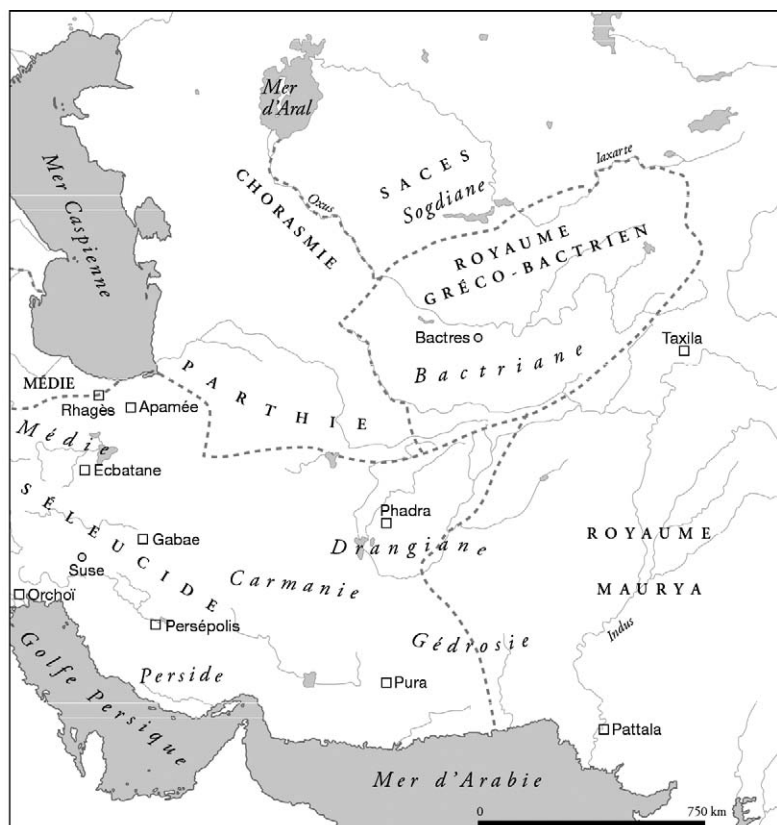 Mer
d'Aral
Mer Caspienne
CHORASMIE
Oxus
SACES
Sogdiane
Iaxarte
ROYAUME
GRÉCO-BACTRIEN
Bactres
Bactriane
Taxila
MÉDIE
Rhagès
Apamée
PARTHIE
Médie
Ecbatane
SÉLEUCIDE
Gabae
Suse
Orchoï
Phadra
Drangiane
Carmanie
ROYAUME
MAURYA
Indus
Persépolis
Gédrosie
Perside
Pura
Golfe Persique
Pattala
Mer d'Arabie
0
750 km